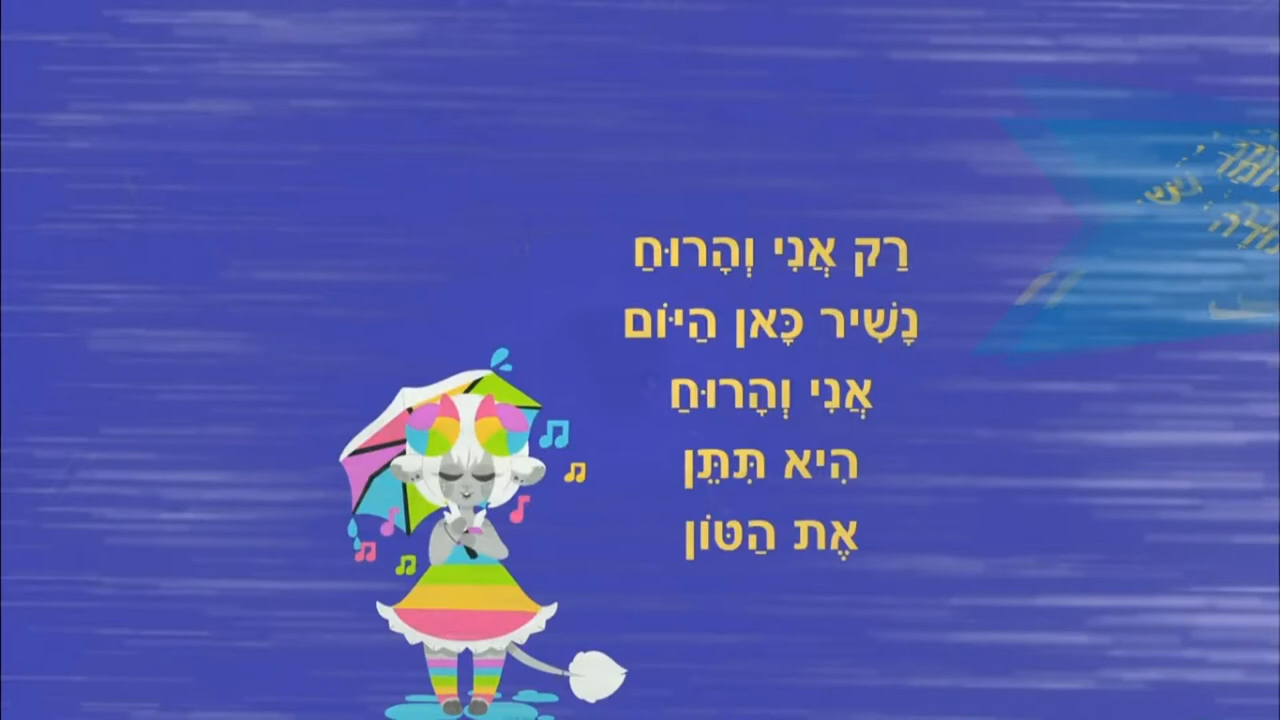 רַק אֲנִי וְהָרוּחַ
נָשִׁיר כָּאן הַיּוֹם
אֲנִי וְהָרוּחַ
הִיא תִּתֵּן
אֶת הַטּוֹן